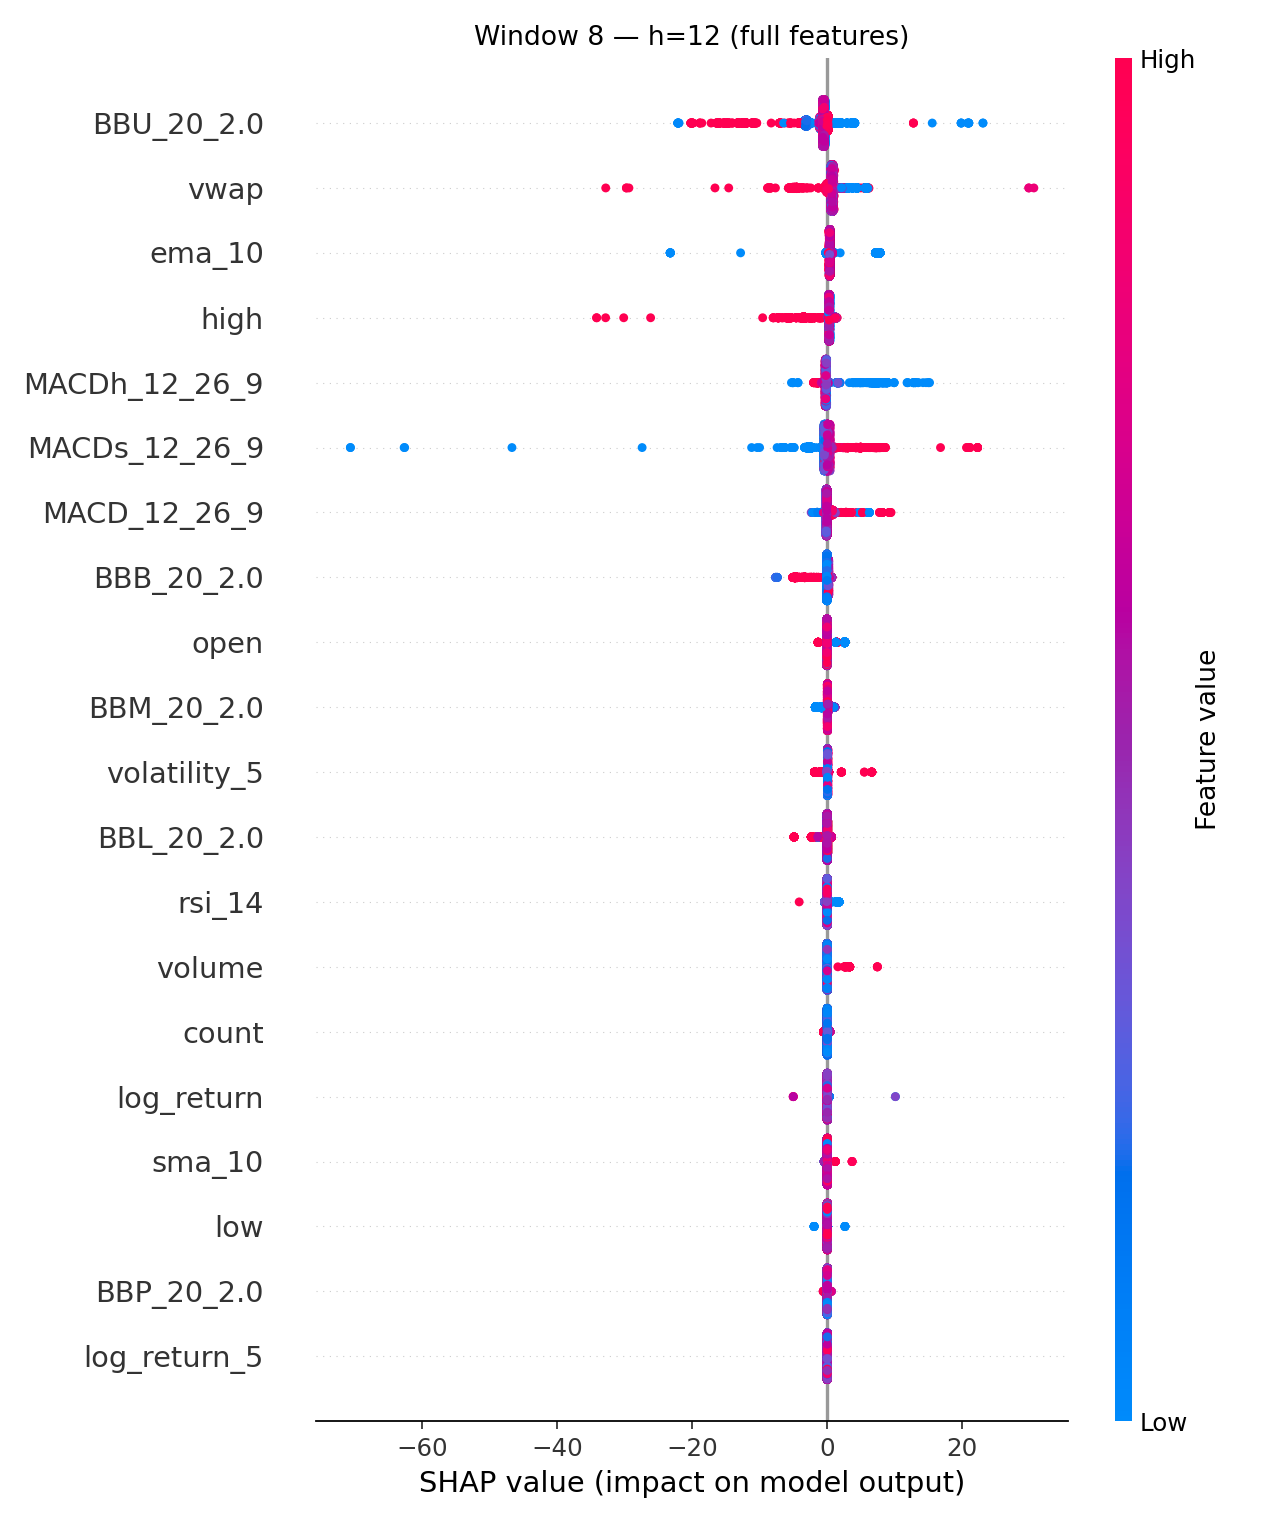 Window 8 — h=12 (full features)
High
BBU_20_2.0
vwap
ema_10
high
MACDh_12_26_9
MACDs_12_26_9
MACD_12_26_9
BBB_20_2.0
open
BBM_20_2.0
volatility_5
BBL_20_2.0
rsi_14
volume
count
log_return
sma_10
low
BBP_20_2.0
log_return_5
Feature value
Low
−60 −40 −20 0 20
SHAP value (impact on model output)